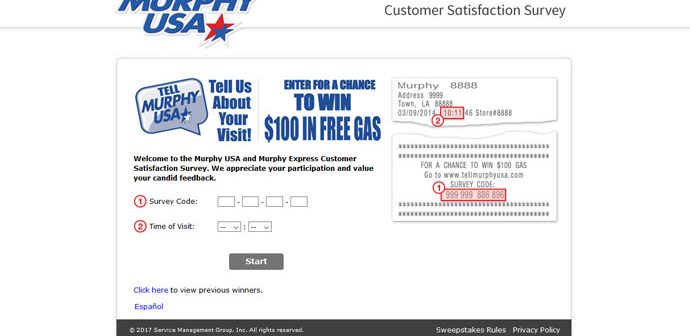 MURPHY
USA
Customer Satisfaction Survey
TELL
MURPHY
USA
Tell Us
About
Your
Visit!
ENTER FOR A CHANCE
TO WIN
$100 IN FREE GAS
Murphy 8888
Address 9999
Town, LA 88888
03/09/2014 10:11:46 Store#8888
2
************************************
FOR A CHANCE TO WIN $100 GAS
Go to www.tellmurphyusa.com
1 SURVEY CODE:
999 999 886 896
************************************
************************************
Welcome to the Murphy USA and Murphy Express Customer
Satisfaction Survey. We appreciate your participation and value
your candid feedback.
1 Survey Code: - - -
2 Time of Visit: -- : --
Start
Click here to view previous winners.
Español
© 2017 Service Management Group, Inc. All rights reserved.
Sweepstakes Rules Privacy Policy